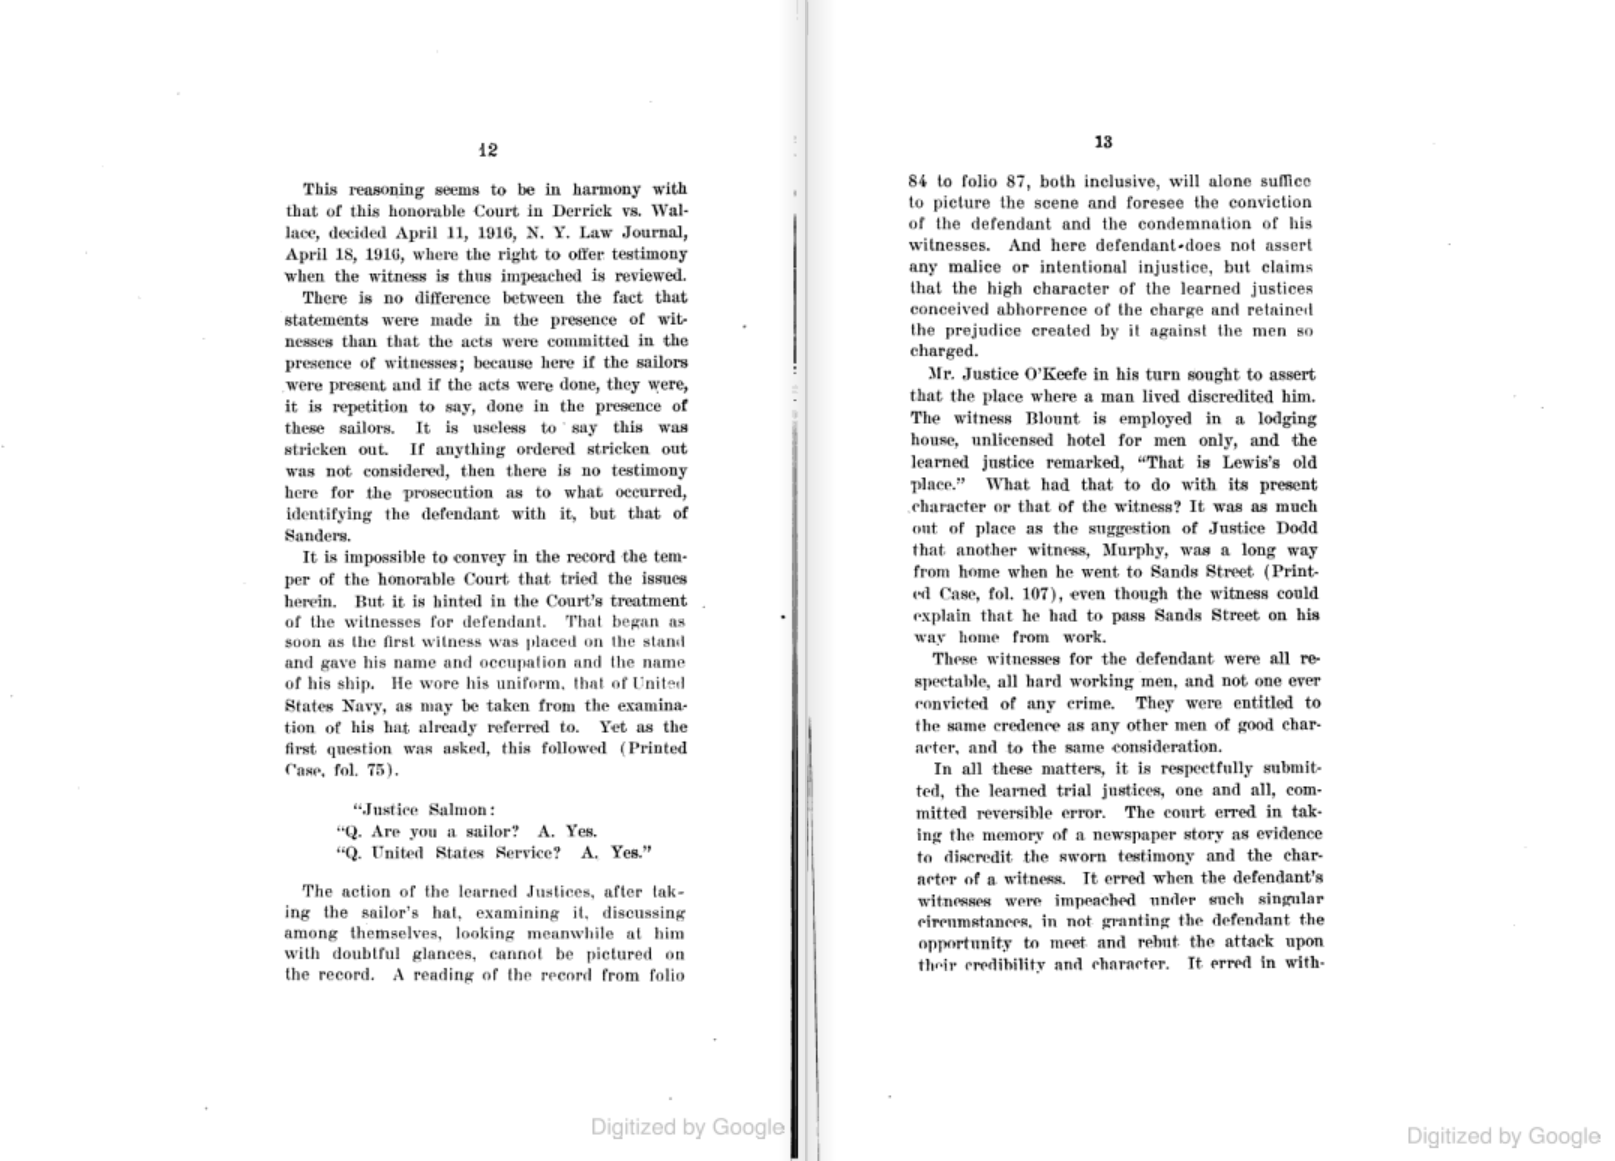 12
This reasoning seems to be in harmony with
that of this honorable Court in Derrick vs. Wal-
lace, decided April 11, 1916, N. Y. Law Journal,
April 18, 1916, where the right to offer testimony
when the witness is thus impeached is reviewed.
There is no difference between the fact that
statements were made in the presence of wit-
nesses than that the acts were committed in the
presence of witnesses; because here if the sailors
were present and if the acts were done, they were,
it is repetition to say, done in the presence of
these sailors. It is useless to say this was
stricken out. If anything ordered stricken out
was not considered, then there is no testimony
here for the prosecution as to what occurred,
identifying the defendant with it, but that of
Sanders.
It is impossible to convey in the record the tem-
per of the honorable Court that tried the issues
herein. But it is hinted in the Court's treatment
of the witnesses for defendant. That began as
soon as the first witness was placed on the stand
and gave his name and occupation and the name
of his ship. He wore his uniform, that of United
States Navy, as may be taken from the examina-
tion of his hat already referred to. Yet as the
first question was asked, this followed (Printed
Case, fol. 75).
"Justice Salmon:
"Q. Are you a sailor? A. Yes.
"Q. United States Service? A. Yes."
The action of the learned Justices, after tak-
ing the sailor's hat, examining it, discussing
among themselves, looking meanwhile at him
with doubtful glances, cannot be pictured on
the record. A reading of the record from folio
Digitized by Google
13
84 to folio 87, both inclusive, will alone suffice
to picture the scene and foresee the conviction
of the defendant and the condemnation of his
witnesses. And here defendant does not assert
any malice or intentional injustice, but claims
that the high character of the learned justices
conceived abhorrence of the charge and retained
the prejudice created by it against the men so
charged.
Mr. Justice O'Keefe in his turn sought to assert
that the place where a man lived discredited him.
The witness Blount is employed in a lodging
house, unlicensed hotel for men only, and the
learned justice remarked, "That is Lewis's old
place." What had that to do with its present
character or that of the witness? It was as much
out of place as the suggestion of Justice Dodd
that another witness, Murphy, was a long way
from home when he went to Sands Street (Print-
ed Case, fol. 107), even though the witness could
explain that he had to pass Sands Street on his
way home from work.
These witnesses for the defendant were all re-
spectable, all hard working men, and not one ever
convicted of any crime. They were entitled to
the same credence as any other men of good char-
acter, and to the same consideration.
In all these matters, it is respectfully submit-
ted, the learned trial justices, one and all, com-
mitted reversible error. The court erred in tak-
ing the memory of a newspaper story as evidence
to discredit the sworn testimony and the char-
acter of a witness. It erred when the defendant's
witnesses were impeached under such singular
circumstances, in not granting the defendant the
opportunity to meet and rebut the attack upon
their credibility and character. It erred in with-
Digitized by Google